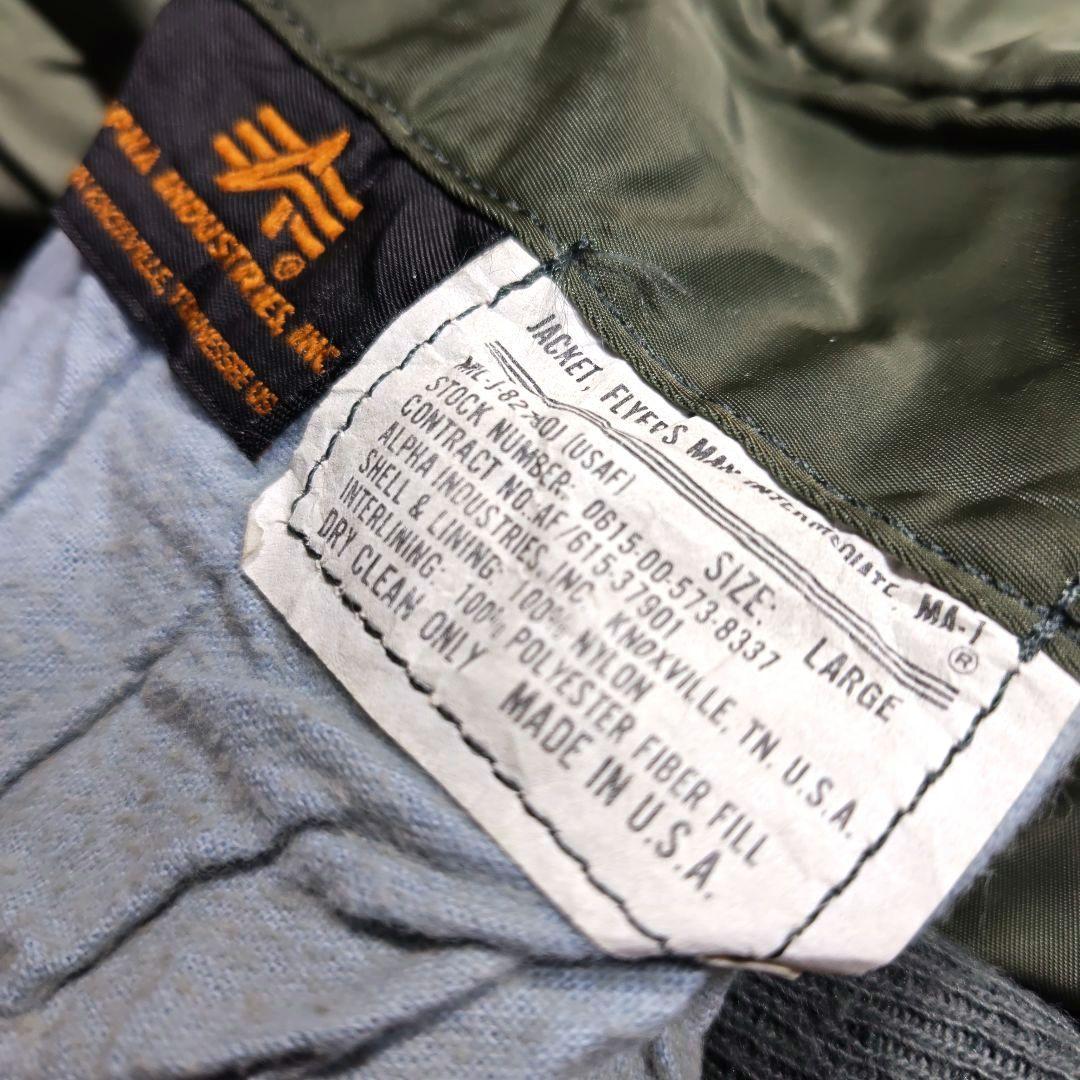 PHA INDUSTRIES, INC.
KNOXVILLE, TENNESSEE US
®
JACKET, FLYERS MAN INTERMEDIATE MA-1
®
MIL-J-82790J (USAF)
SIZE: LARGE
STOCK NUMBER: 0615-00-573-8337
CONTRACT NO. AF/615-37901
ALPHA INDUSTRIES, INC. KNOXVILLE, TN. U.S.A.
SHELL & LINING: 100% NYLON
INTERLINING: 100% POLYESTER FIBER FILL
DRY CLEAN ONLY
MADE IN U.S.A.